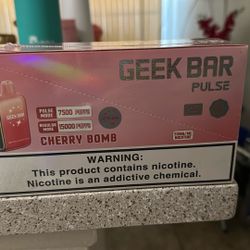 GEEK BAR
PULSE
PULSE MODE 7500 PUFFS
REGULAR MODE 15000 PUFFS
CHERRY BOMB
WARNING:
This product contains nicotine.
Nicotine is an addictive chemical.